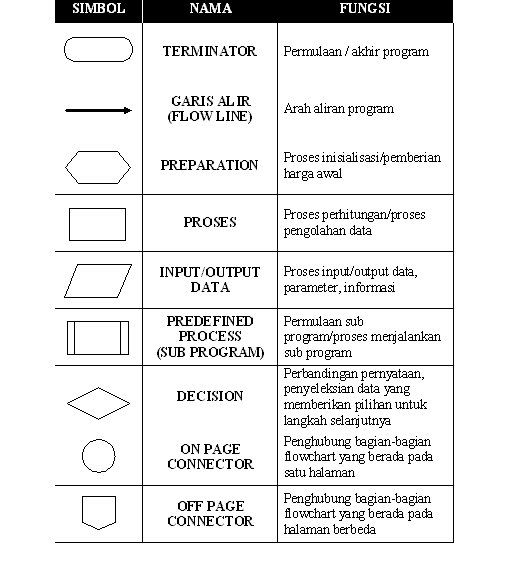 SIMBOL NAMA FUNGSI
TERMINATOR
Permulaan / akhir program
GARIS ALIR
(FLOW LINE)
Arah aliran program
PREPARATION
Proses inisialisasi/pemberian
harga awal
PROSES
Proses perhitungan/proses
pengolahan data
INPUT/OUTPUT
DATA
Proses input/output data,
parameter, informasi
PREDEFINED
PROCESS
(SUB PROGRAM)
Permulaan sub
program/proses menjalankan
sub program
DECISION
Perbandingan pernyataan,
penyeleksian data yang
memberikan pilihan untuk
langkah selanjutnya
ON PAGE
CONNECTOR
Penghubung bagian-bagian
flowchart yang berada pada
satu halaman
OFF PAGE
CONNECTOR
Penghubung bagian-bagian
flowchart yang berada pada
halaman berbeda